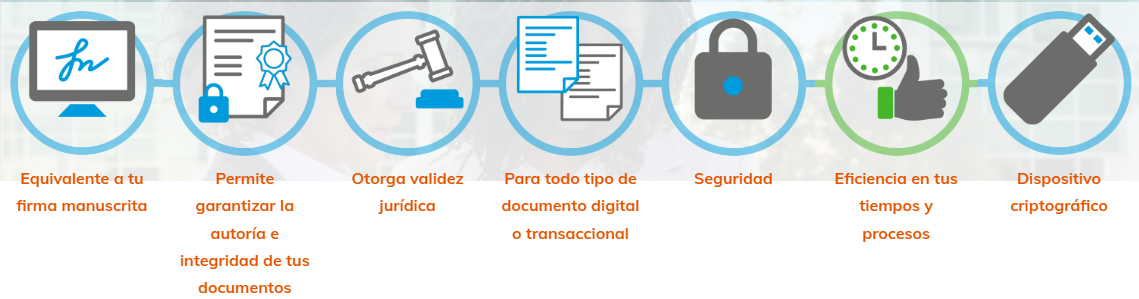 Equivalente a tu
firma manuscrita
Permite
garantizar la
autoría e
integridad de tus
documentos
Otorga validez
jurídica
Para todo tipo de
documento digital
o transaccional
Seguridad
Eficiencia en tus
tiempos y
procesos
Dispositivo
criptográfico